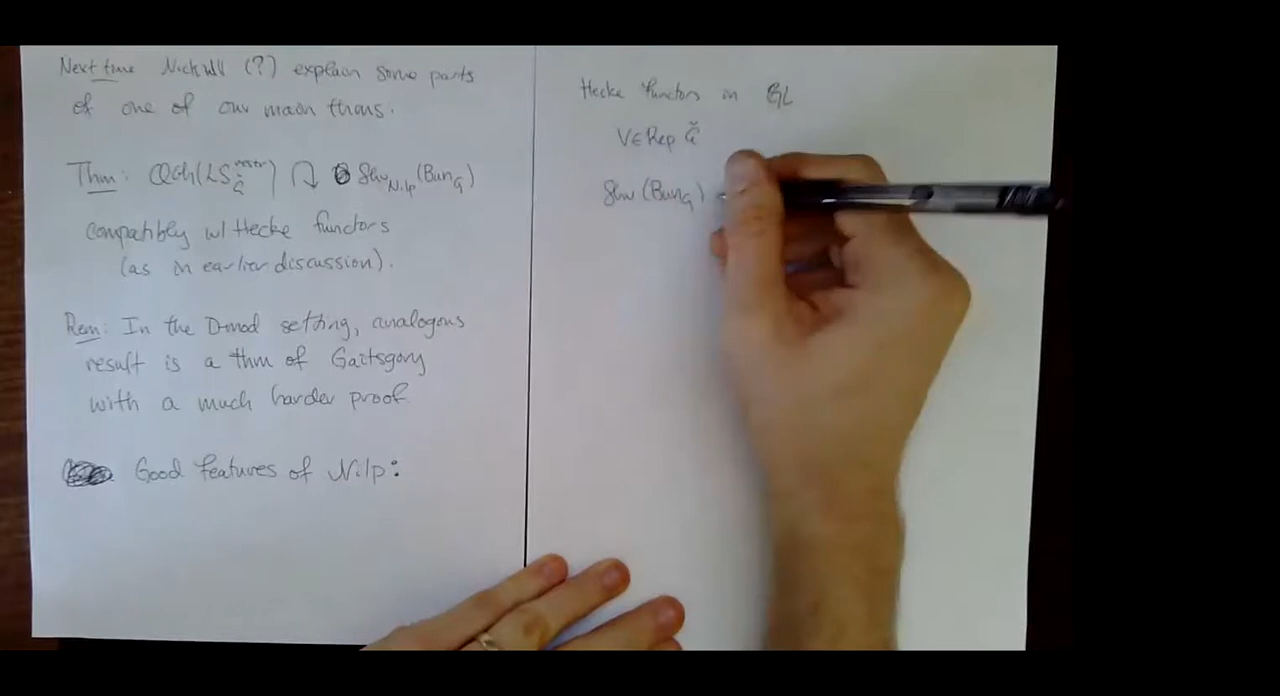 Next time Nick will (?) explain some parts
of one of our main thms.
Thm: QCoh(LS_Ǧ^restr) ↷ Shv_Nilp(Bun_G)
compatibly w/ Hecke functors
(as in earlier discussion).
Rem: In the D-mod setting, analogous
result is a thm of Gaitsgory
with a much harder proof
Good features of Nilp:
Hecke functors in GL
V∈Rep Ǧ
Shv (Bun_G)